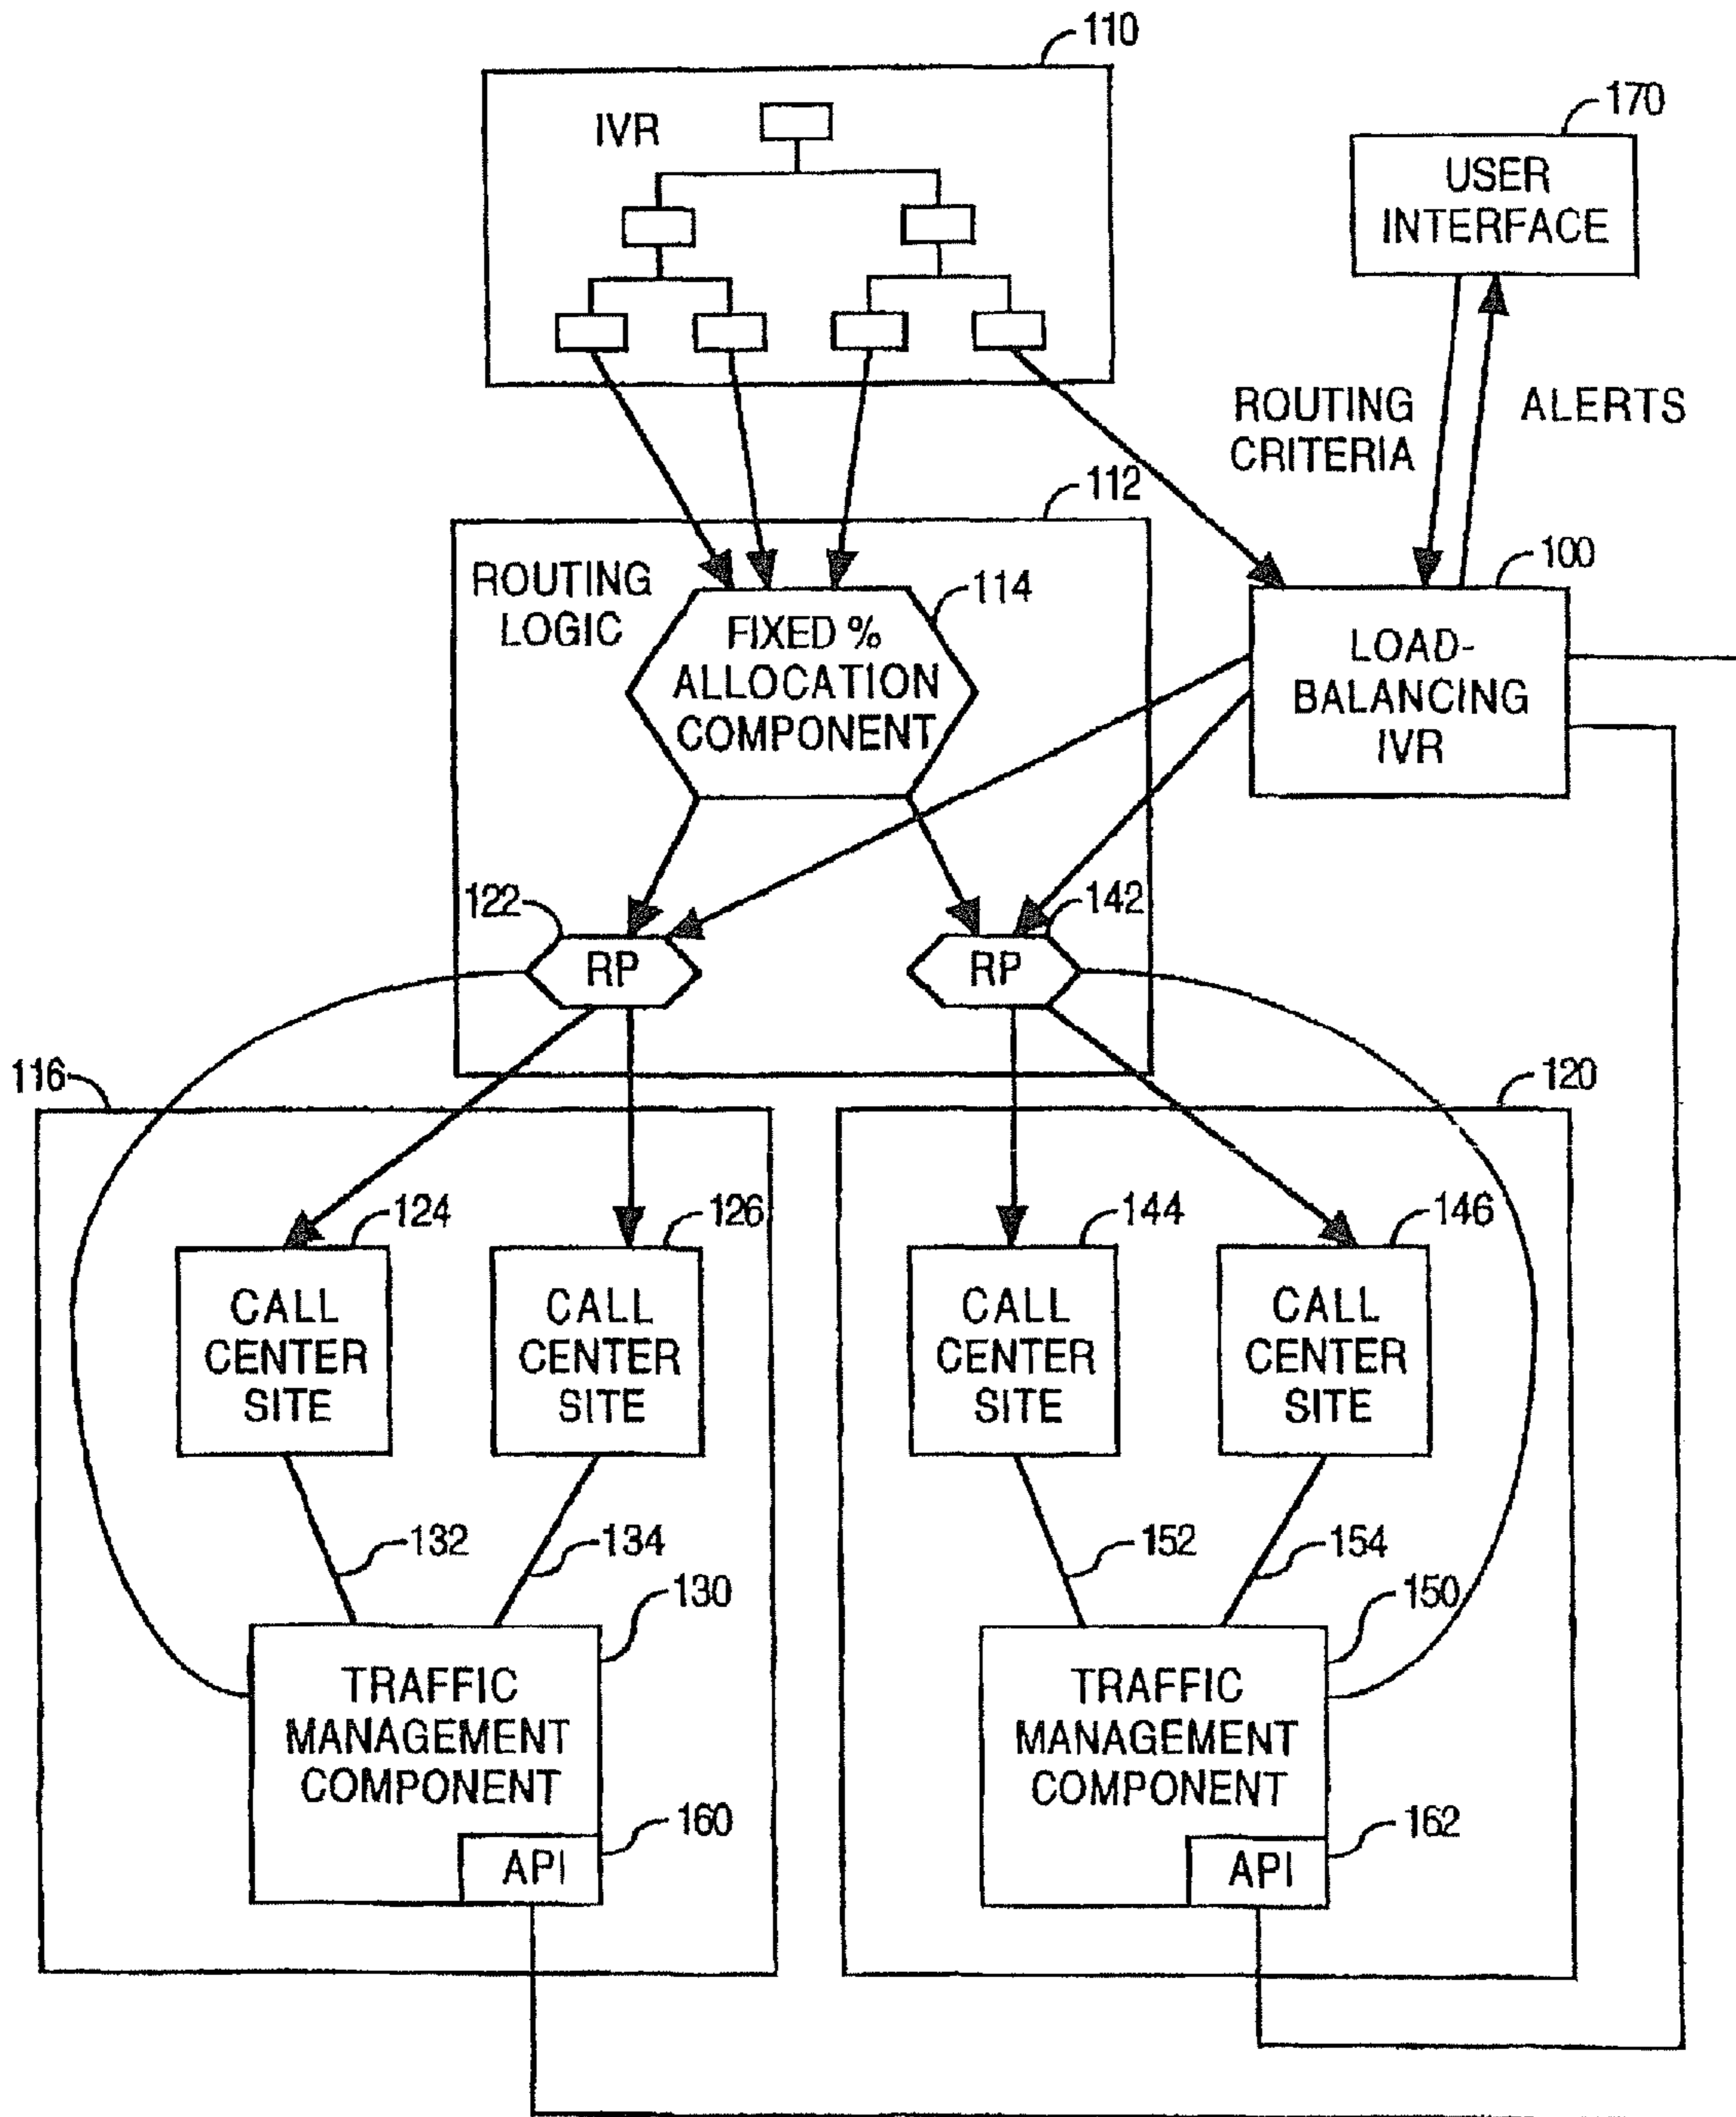 110
IVR
170
USER
INTERFACE
ROUTING
CRITERIA
ALERTS
112
100
ROUTING
LOGIC
114
FIXED %
ALLOCATION
COMPONENT
LOAD-
BALANCING
IVR
122
142
RP
RP
116
120
124
126
144
146
CALL
CENTER
SITE
CALL
CENTER
SITE
CALL
CENTER
SITE
CALL
CENTER
SITE
132
134
152
154
130
150
TRAFFIC
MANAGEMENT
COMPONENT
TRAFFIC
MANAGEMENT
COMPONENT
160
162
API
API